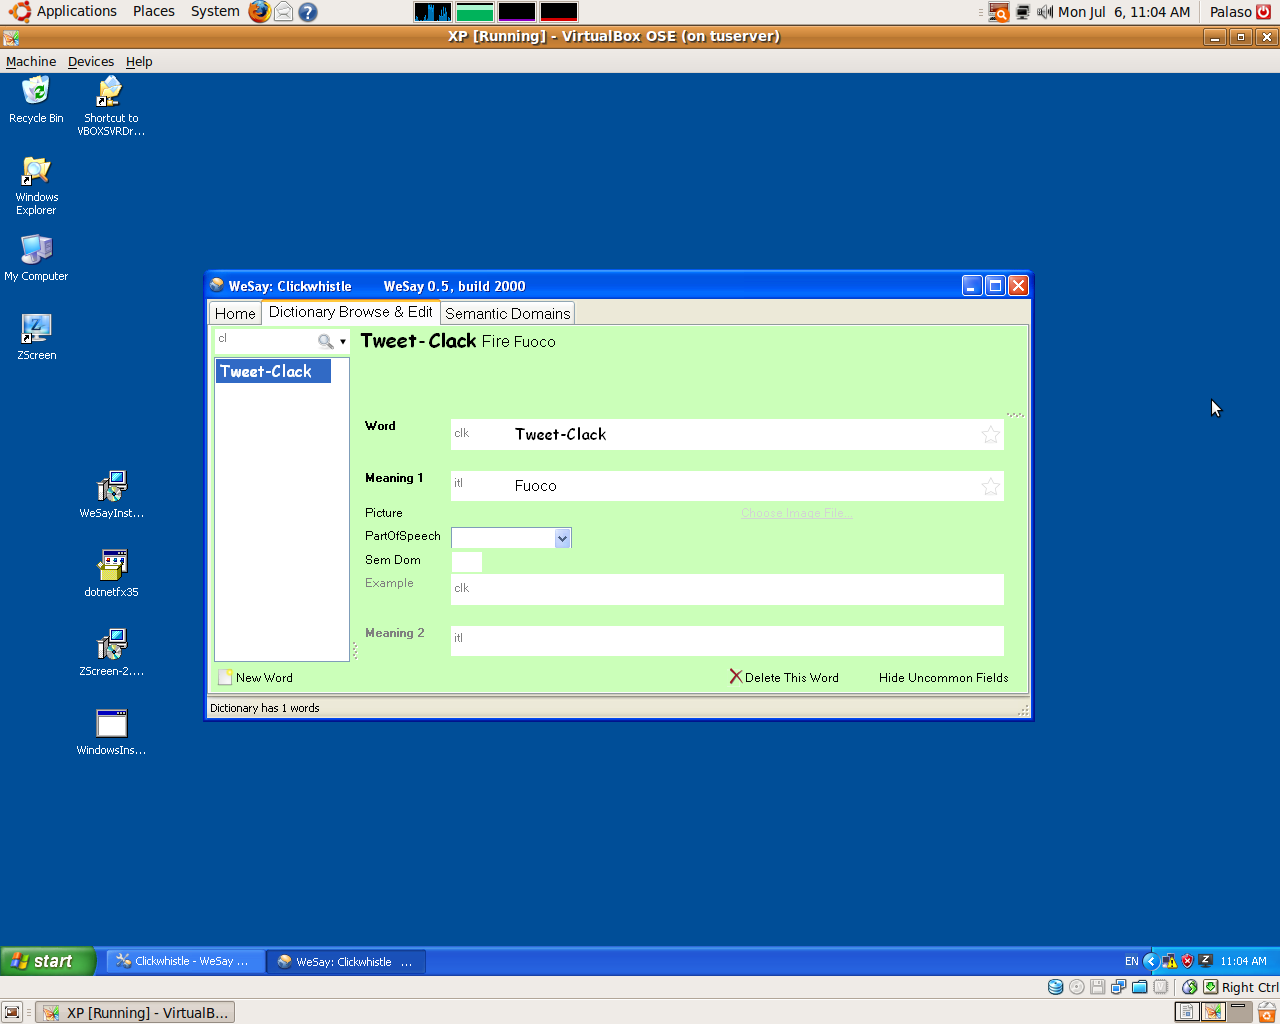 Applications Places System Mon Jul 6, 11:04 AM Palaso
XP [Running] - VirtualBox OSE (on tuserver)
Machine Devices Help
Recycle Bin
Shortcut to
VBOXSVRDr...
Windows
Explorer
My Computer
ZScreen
WeSayInst...
dotnetfx35
ZScreen-2....
WindowsIns...
WeSay: Clickwhistle WeSay 0.5, build 2000
Home Dictionary Browse & Edit Semantic Domains
cl
Tweet-Clack
Tweet-Clack Fire Fuoco
Word clk Tweet-Clack
Meaning 1 itl Fuoco
Picture Choose Image File...
PartOfSpeech
Sem Dom
Example clk
Meaning 2 itl
New Word Delete This Word Hide Uncommon Fields
Dictionary has 1 words
start Clickwhistle - WeSay ... WeSay: Clickwhistle ... EN 11:04 AM
Right Ctrl
XP [Running] - VirtualB...